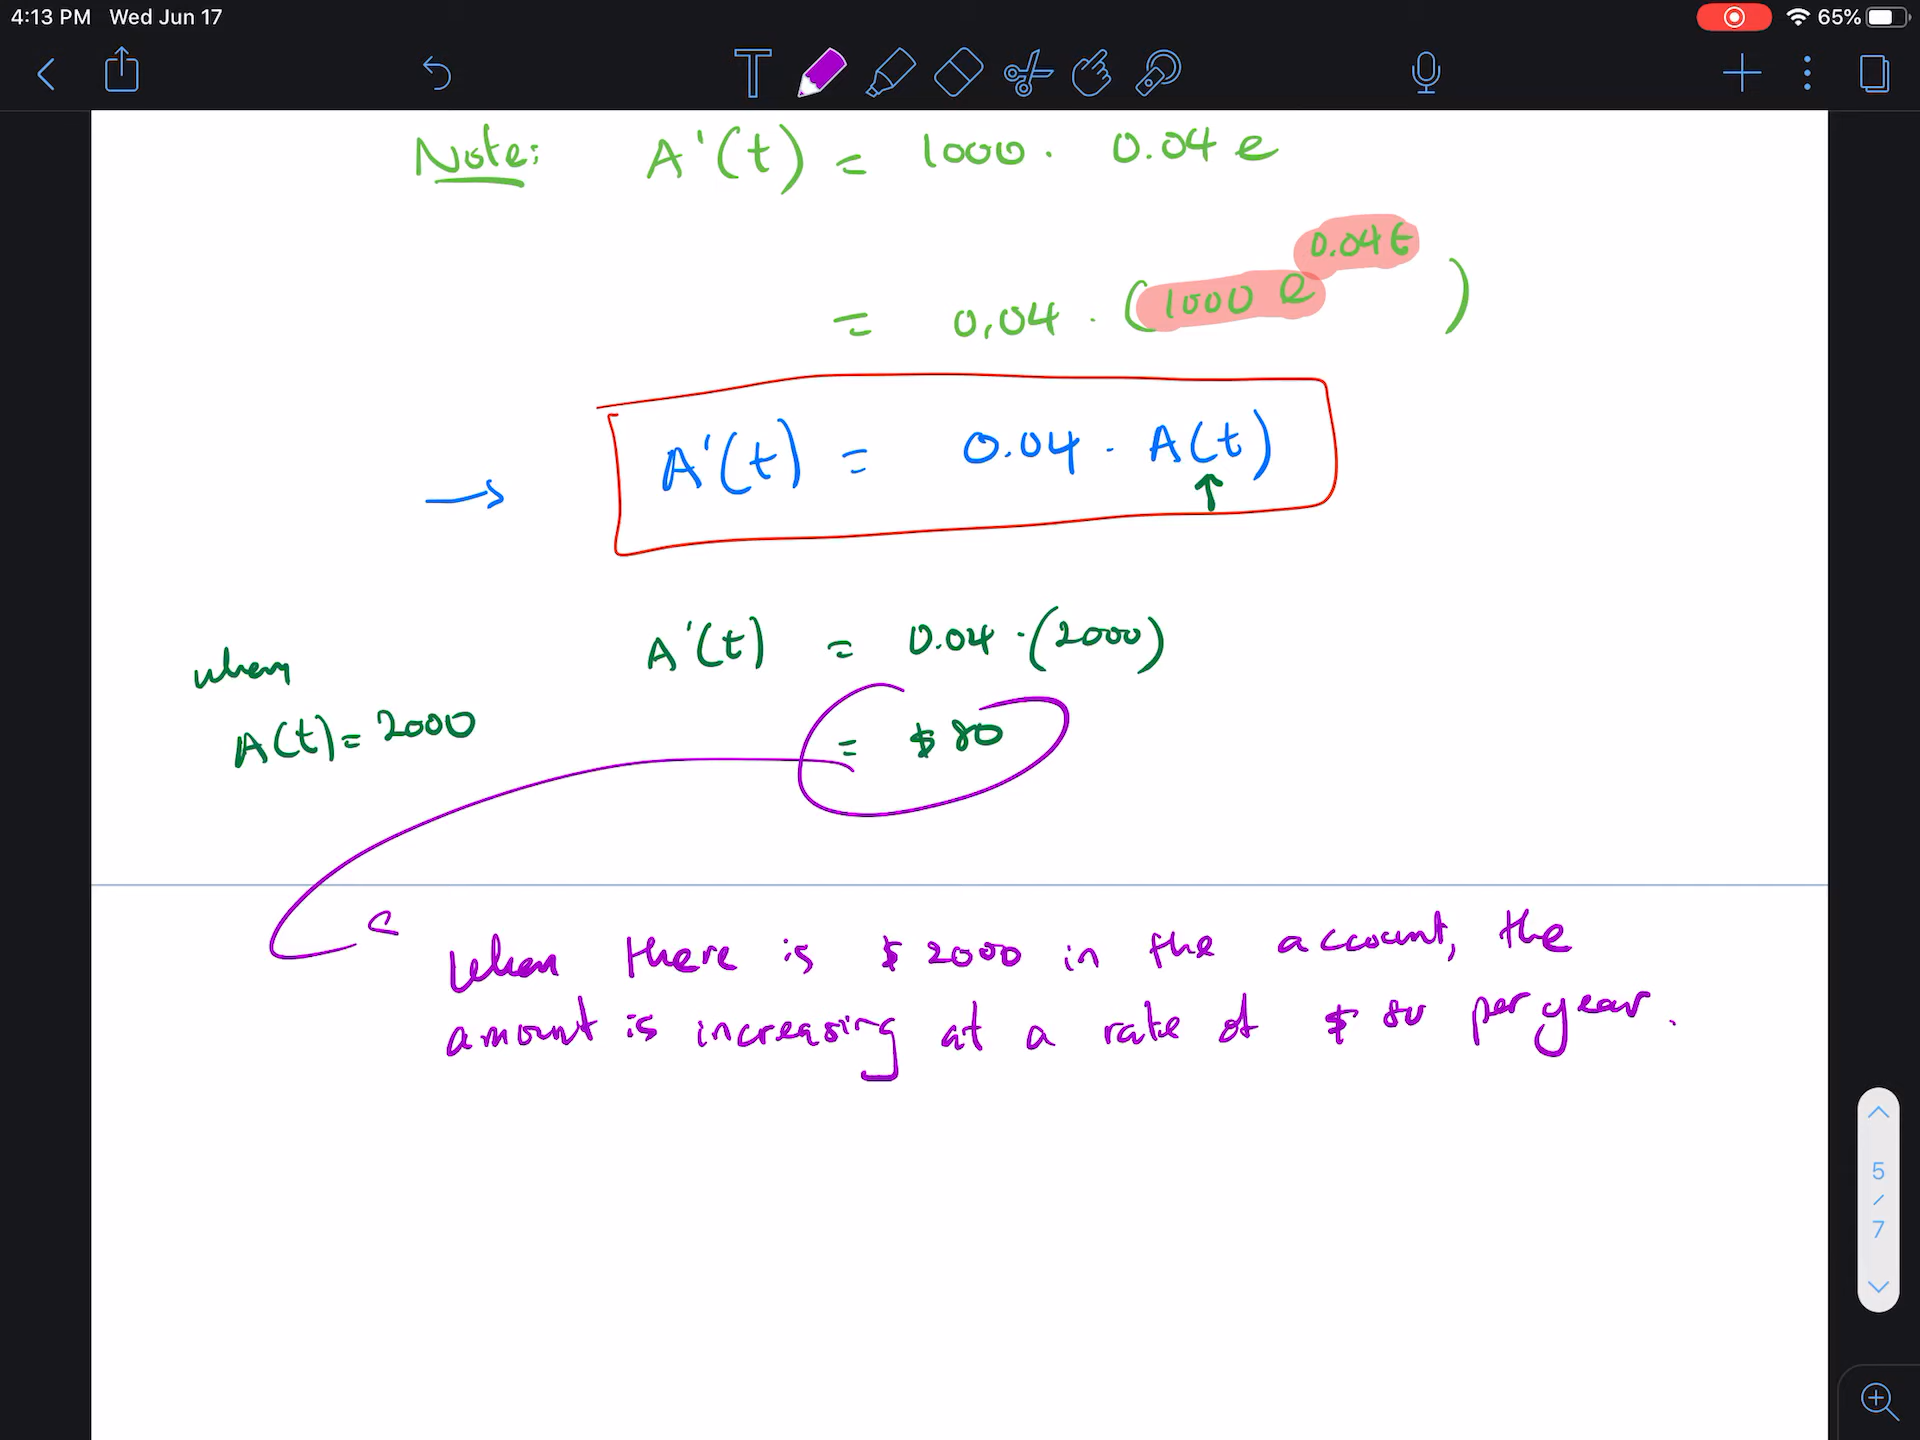 4:13 PM Wed Jun 17
65%
T
Note: A'(t) = 1000 · 0.04 e
= 0.04 · (1000 e^0.04t)
A'(t) = 0.04 · A(t)
when A'(t) = 0.04 · (2000)
A(t) = 2000 = $ 80
When there is $ 2000 in the account, the
amount is increasing at a rate of $ 80 per year.
5
/
7